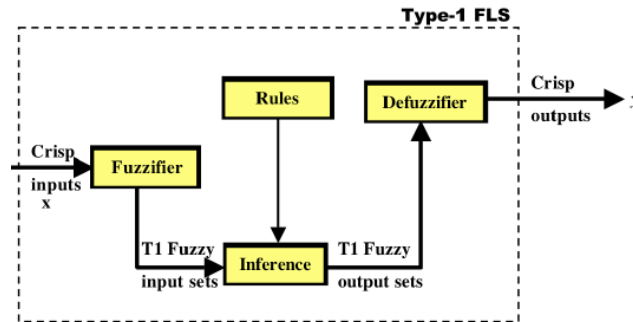 Type-1 FLS
Crisp
outputs
Rules
Defuzzifier
Crisp
inputs
x
Fuzzifier
T1 Fuzzy
input sets
Inference
T1 Fuzzy
output sets